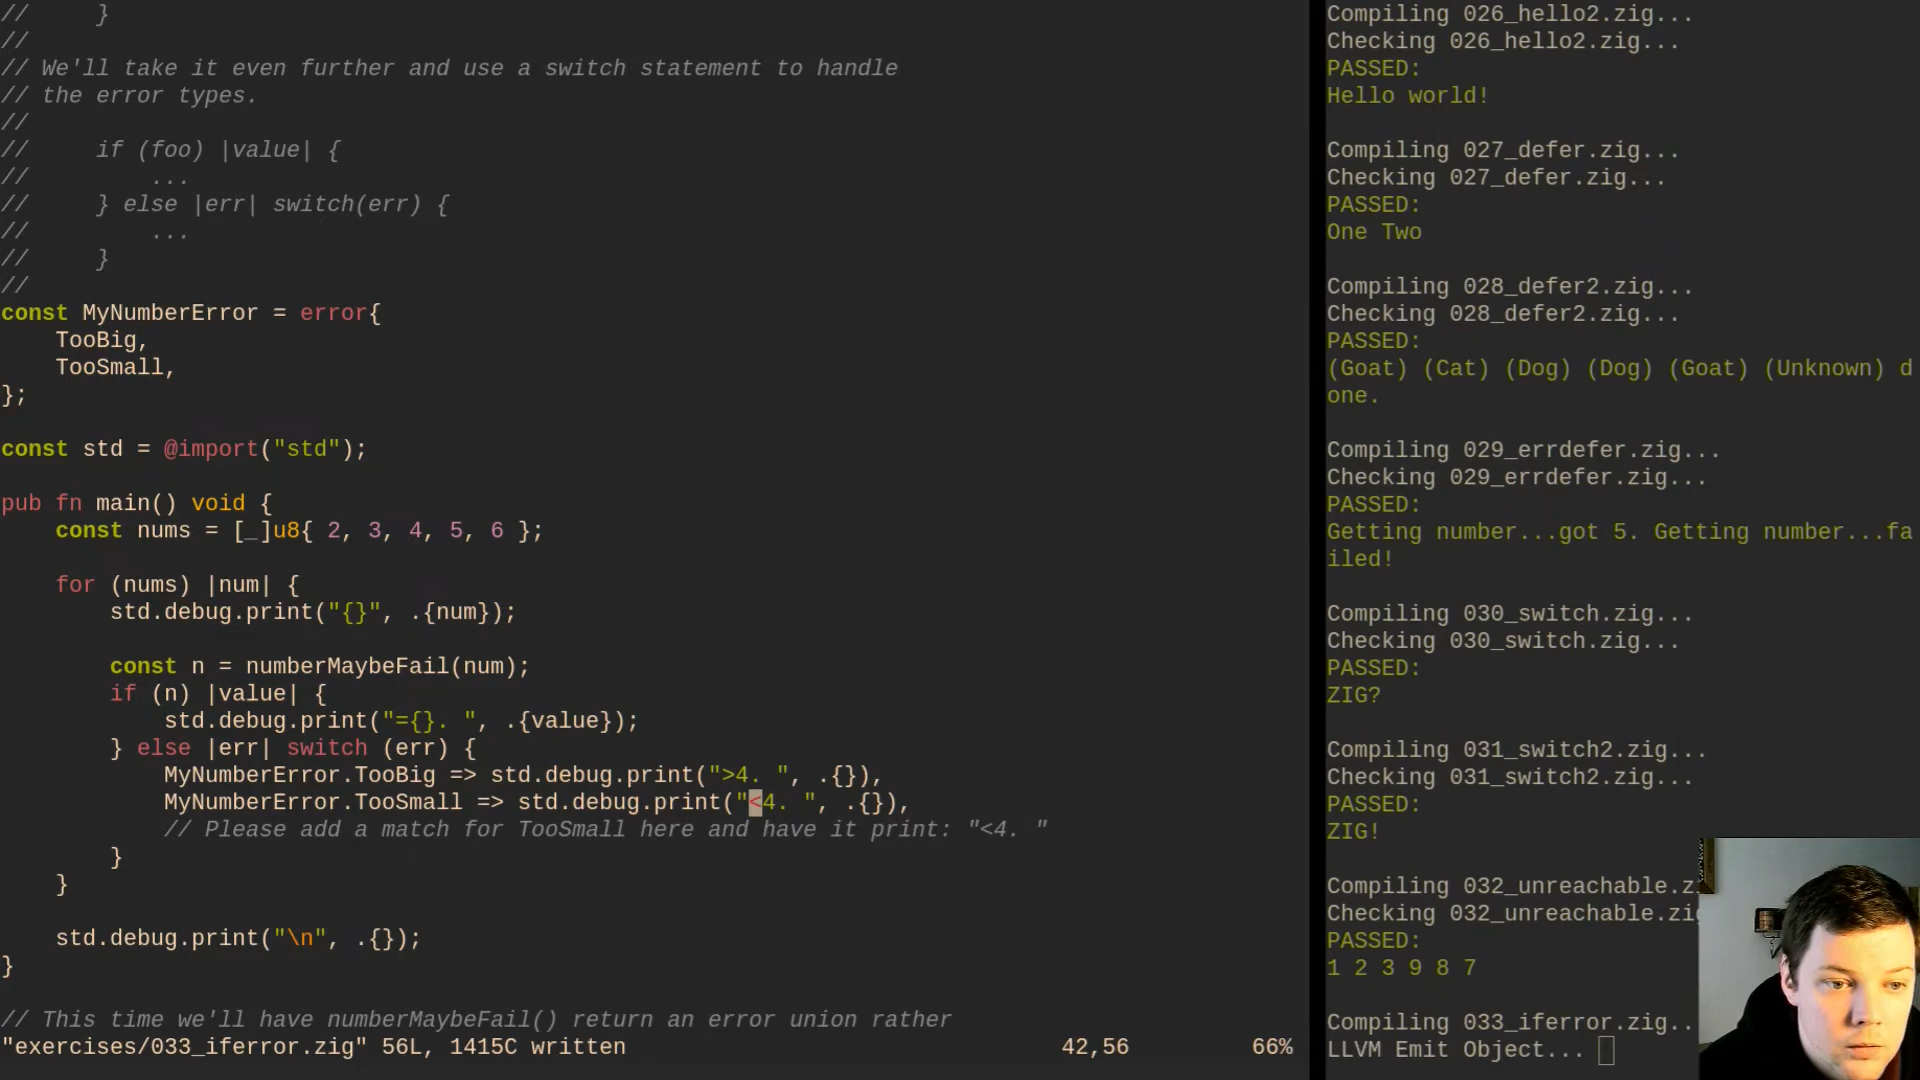 //     }
//
// We'll take it even further and use a switch statement to handle
// the error types.
//
//     if (foo) |value| {
//         ...
//     } else |err| switch(err) {
//         ...
//     }
//
const MyNumberError = error{
    TooBig,
    TooSmall,
};

const std = @import("std");

pub fn main() void {
    const nums = [_]u8{ 2, 3, 4, 5, 6 };

    for (nums) |num| {
        std.debug.print("{}", .{num});

        const n = numberMaybeFail(num);
        if (n) |value| {
            std.debug.print("={}. ", .{value});
        } else |err| switch (err) {
            MyNumberError.TooBig => std.debug.print(">4. ", .{}),
            MyNumberError.TooSmall => std.debug.print("<4. ", .{}),
            // Please add a match for TooSmall here and have it print: "<4. "
        }
    }

    std.debug.print("\n", .{});
}

// This time we'll have numberMaybeFail() return an error union rather
"exercises/033_iferror.zig" 56L, 1415C written 42,56 66%
Compiling 026_hello2.zig...
Checking 026_hello2.zig...
PASSED:
Hello world!

Compiling 027_defer.zig...
Checking 027_defer.zig...
PASSED:
One Two

Compiling 028_defer2.zig...
Checking 028_defer2.zig...
PASSED:
(Goat) (Cat) (Dog) (Dog) (Goat) (Unknown) d
one.

Compiling 029_errdefer.zig...
Checking 029_errdefer.zig...
PASSED:
Getting number...got 5. Getting number...fa
iled!

Compiling 030_switch.zig...
Checking 030_switch.zig...
PASSED:
ZIG?

Compiling 031_switch2.zig...
Checking 031_switch2.zig...
PASSED:
ZIG!

Compiling 032_unreachable.z
Checking 032_unreachable.zig
PASSED:
1 2 3 9 8 7

Compiling 033_iferror.zig..
LLVM Emit Object...